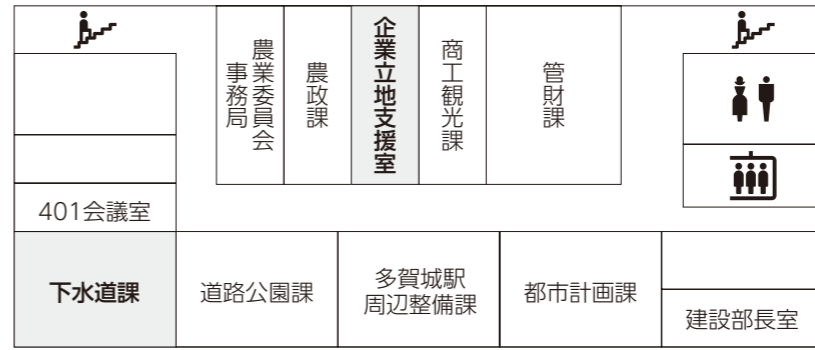 農業委員会
事務局
農政課
企業立地支援室
商工観光課
管財課
401会議室
下水道課
道路公園課
多賀城駅
周辺整備課
都市計画課
建設部長室